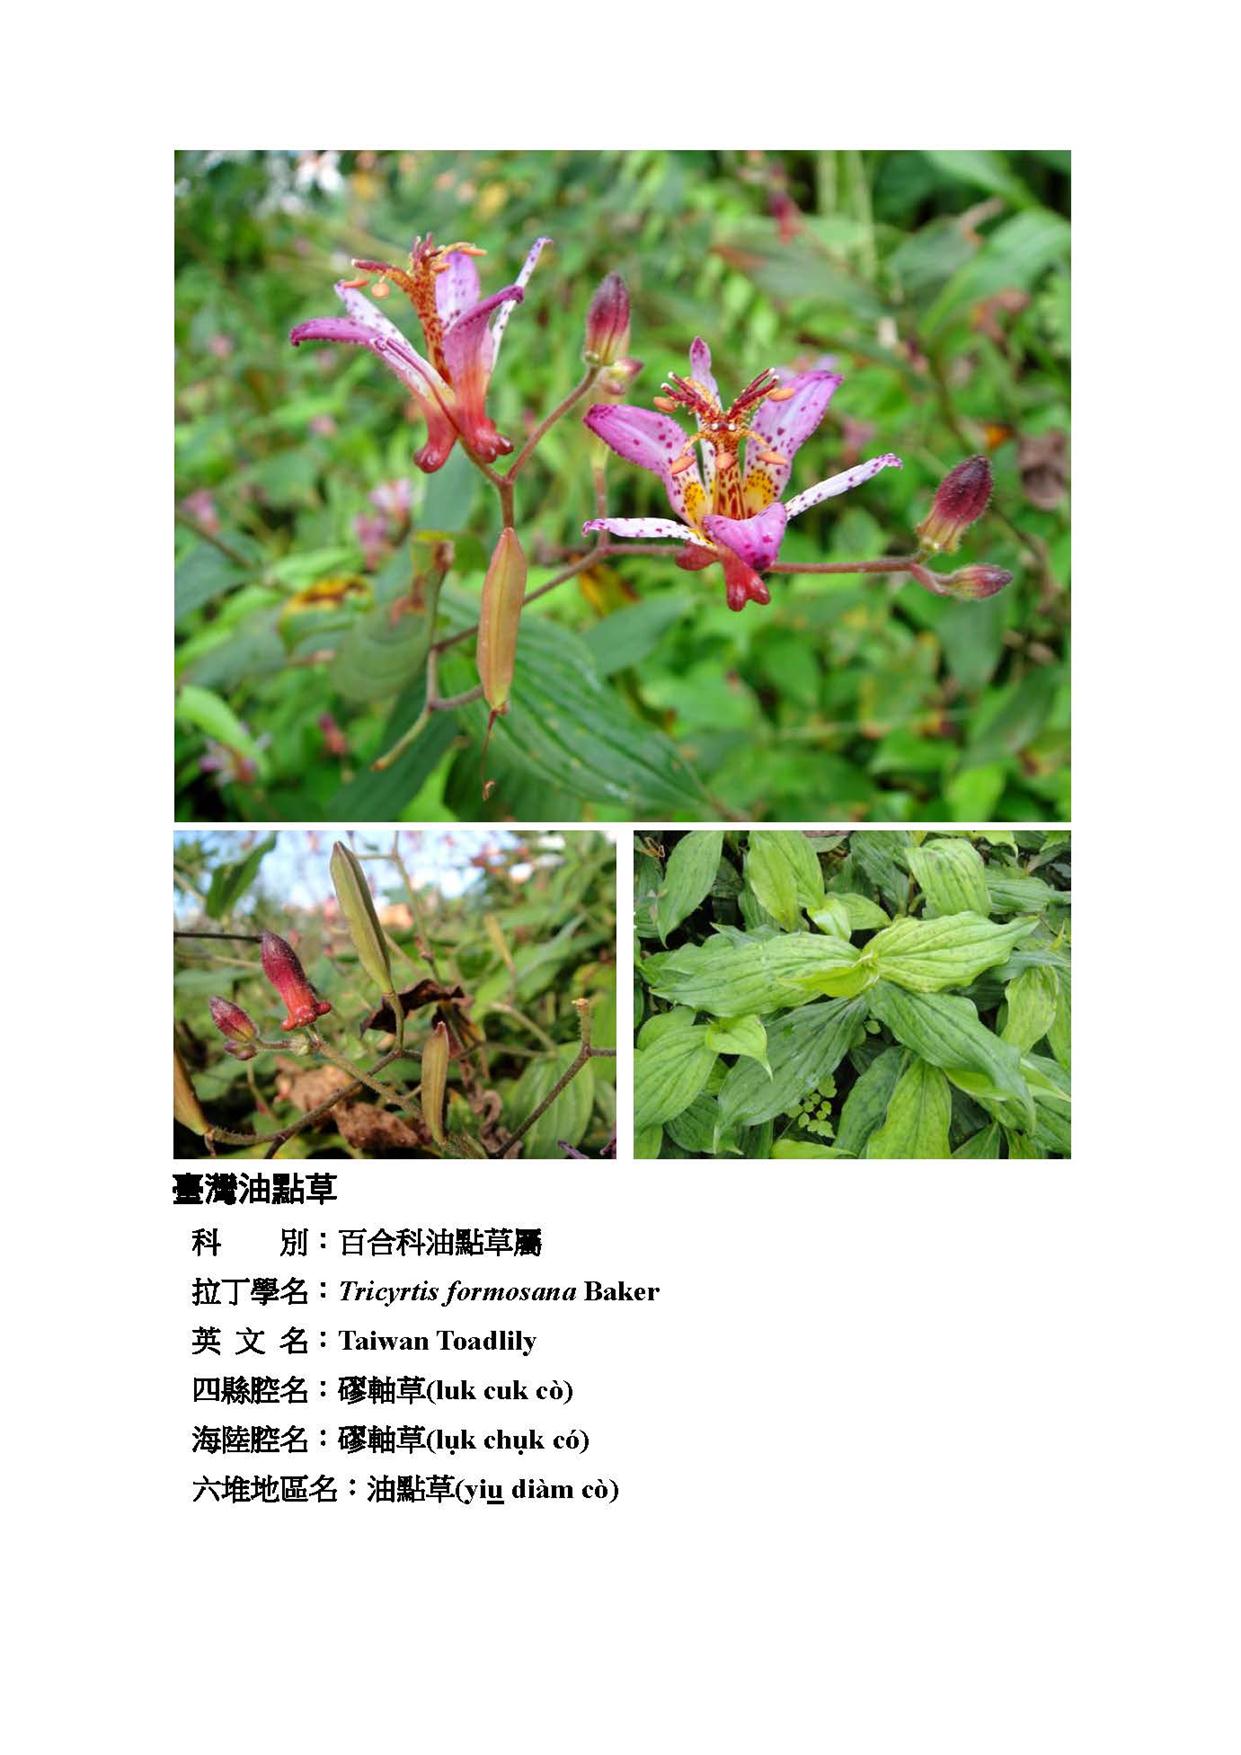 臺灣油點草
科　　別：百合科油點草屬
拉丁學名：Tricyrtis formosana Baker
英 文 名：Taiwan Toadlily
四縣腔名：磟軸草(luk cuk cò)
海陸腔名：磟軸草(lụk chụk có)
六堆地區名：油點草(yiu̲ diàm cò)